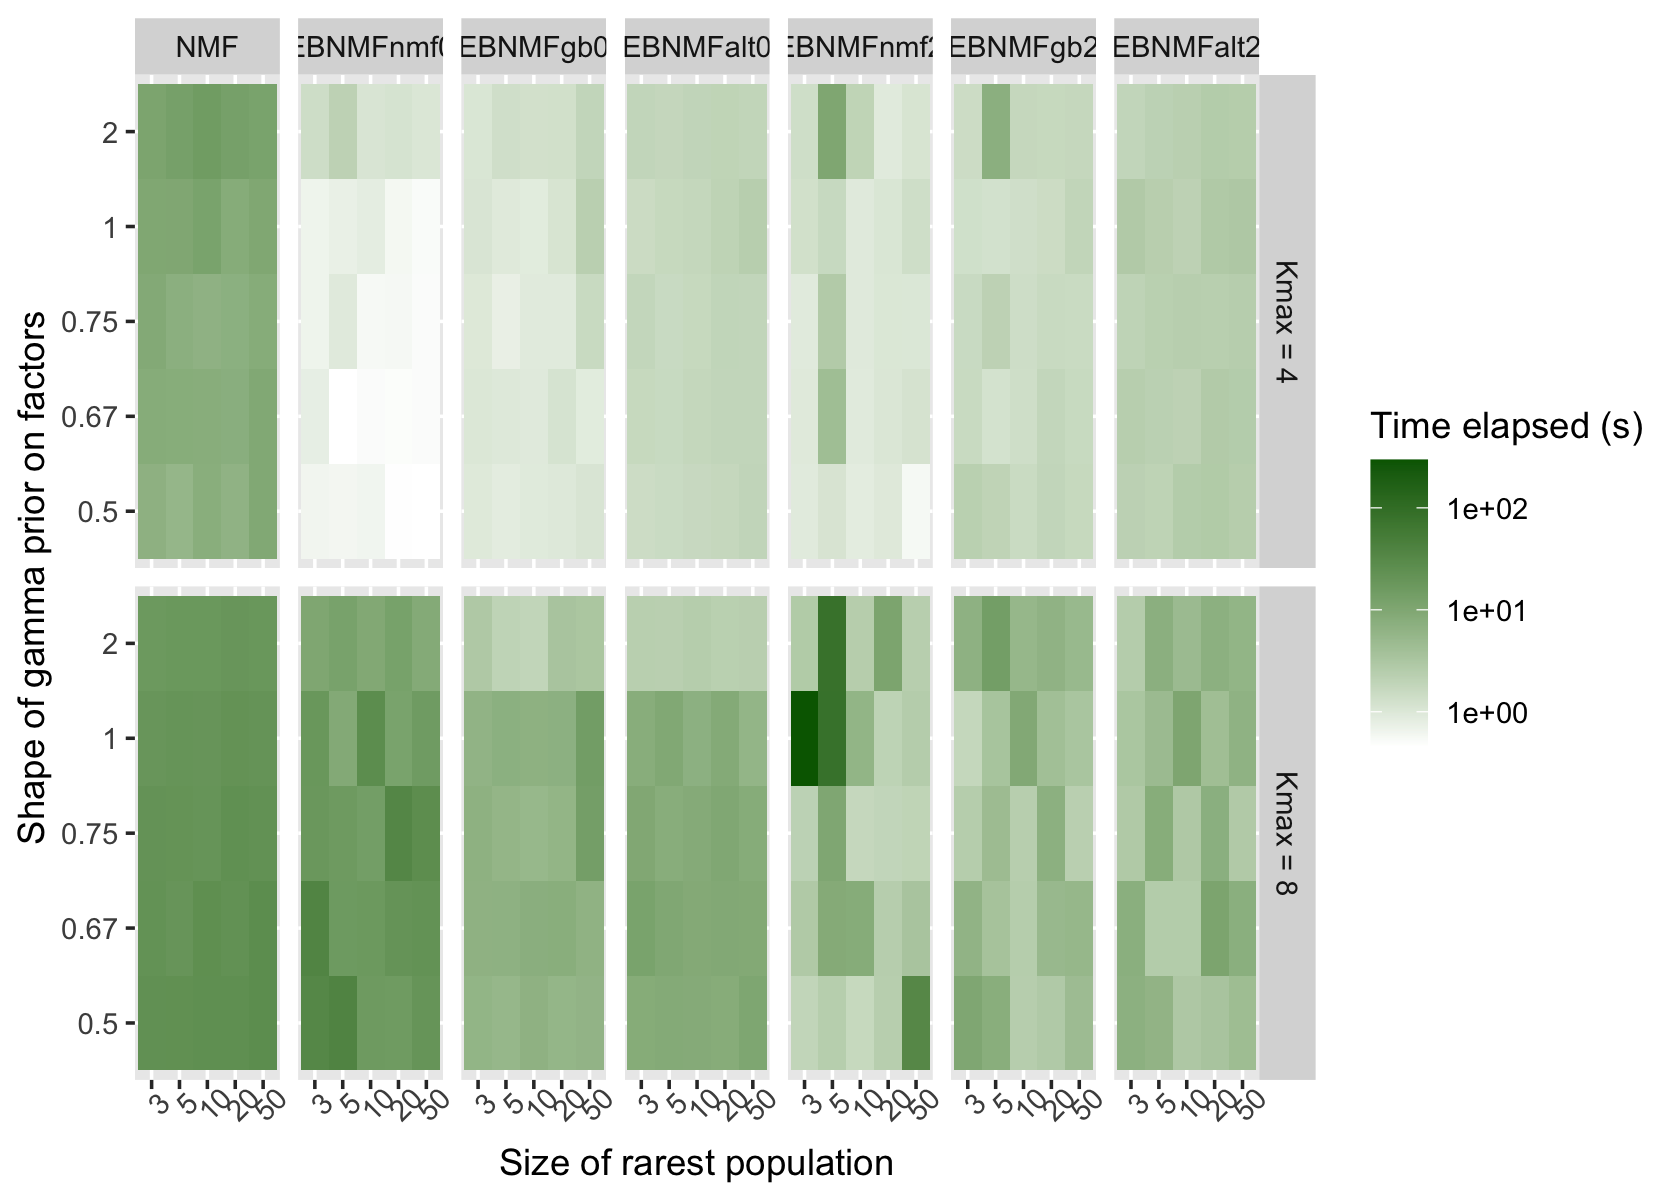 NMF EBNMFnmf0 EBNMFgb0 EBNMFalt0 EBNMFnmf2 EBNMFgb2 EBNMFalt2
Shape of gamma prior on factors
2
1
0.75
0.67
0.5
Kmax = 4
2
1
0.75
0.67
0.5
Kmax = 8
3 5 10 20 50 3 5 10 20 50 3 5 10 20 50 3 5 10 20 50 3 5 10 20 50 3 5 10 20 50 3 5 10 20 50
Size of rarest population
Time elapsed (s)
1e+02
1e+01
1e+00